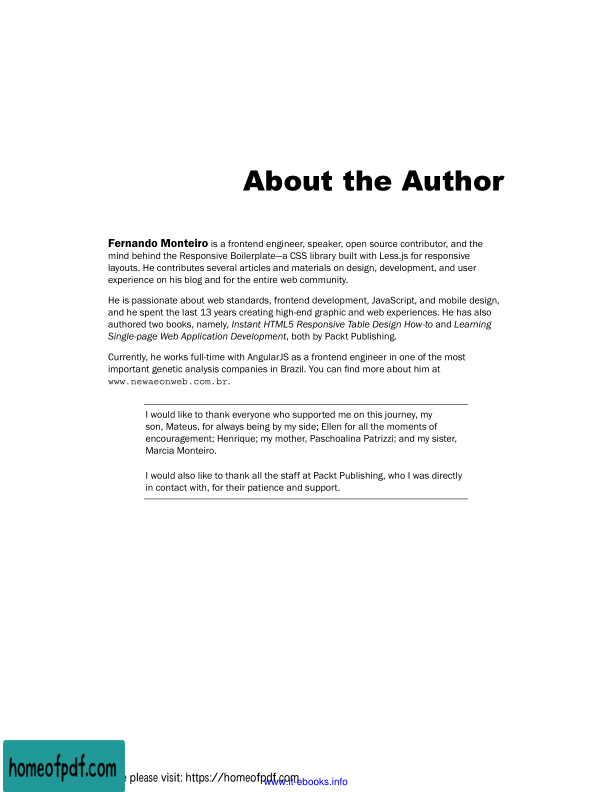 About the Author
Fernando Monteiro is a frontend engineer, speaker, open source contributor, and the
mind behind the Responsive Boilerplate—a CSS library built with Less.js for responsive
layouts. He contributes several articles and materials on design, development, and user
experience on his blog and for the entire web community.
He is passionate about web standards, frontend development, JavaScript, and mobile design,
and he spent the last 13 years creating high-end graphic and web experiences. He has also
authored two books, namely, Instant HTML5 Responsive Table Design How-to and Learning
Single-page Web Application Development, both by Packt Publishing.
Currently, he works full-time with AngularJS as a frontend engineer in one of the most
important genetic analysis companies in Brazil. You can find more about him at
www.newaeonweb.com.br.
I would like to thank everyone who supported me on this journey, my
son, Mateus, for always being by my side; Ellen for all the moments of
encouragement; Henrique; my mother, Paschoalina Patrizzi; and my sister,
Marcia Monteiro.
I would also like to thank all the staff at Packt Publishing, who I was directly
in contact with, for their patience and support.
homeofpdf.com
please visit: https://homeofpdf.com
www.it-ebooks.info